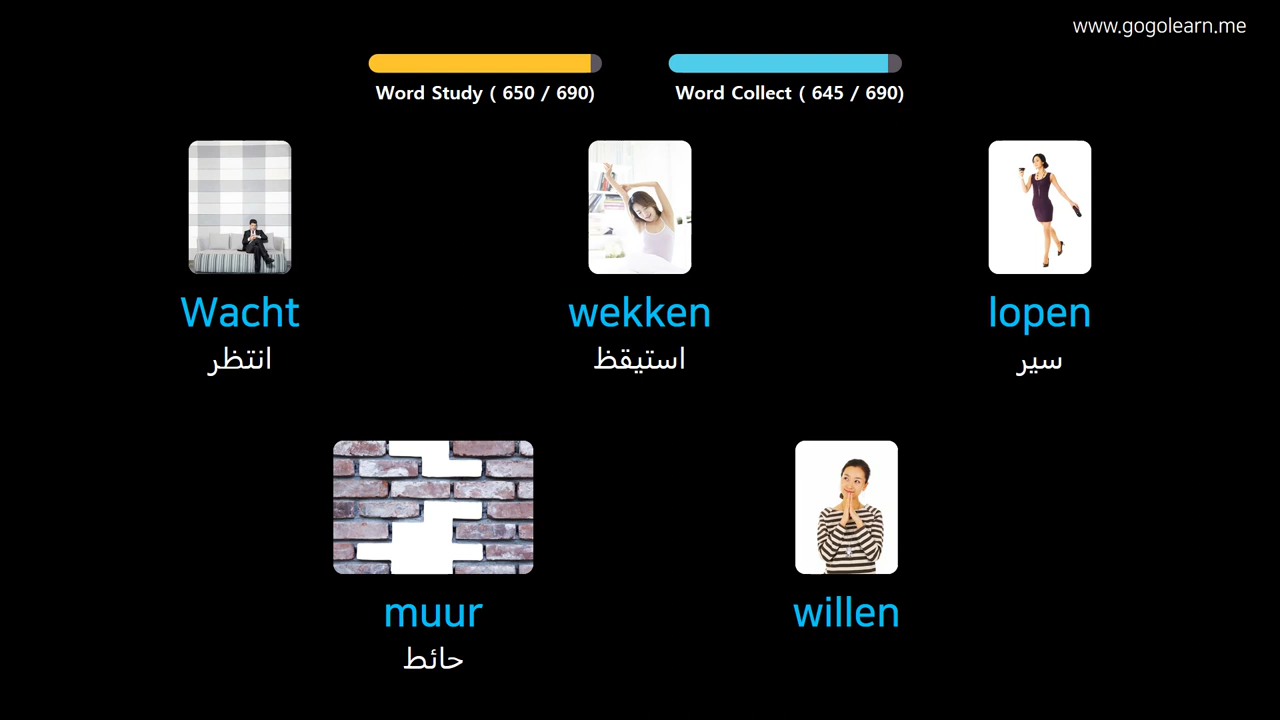 www.gogolearn.me
Word Study ( 650 / 690)
Word Collect ( 645 / 690)
Wacht
انتظر
wekken
استيقظ
lopen
سير
muur
حائط
willen